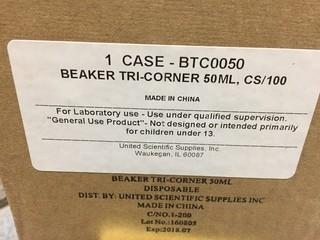 1 CASE - BTC0050
BEAKER TRI-CORNER 50ML, CS/100
MADE IN CHINA
For Laboratory use - Use under qualified supervision.
"General Use Product"- Not designed or intended primarily
for children under 13.
United Scientific Supplies, Inc.
Waukegan, IL 60087
BEAKER TRI-CORNER 50ML
DISPOSABLE
DIST. BY: UNITED SCIENTIFIC SUPPLIES INC
MADE IN CHINA
C/NO.1-200
Lot No.: 160805
Exp:2018.07